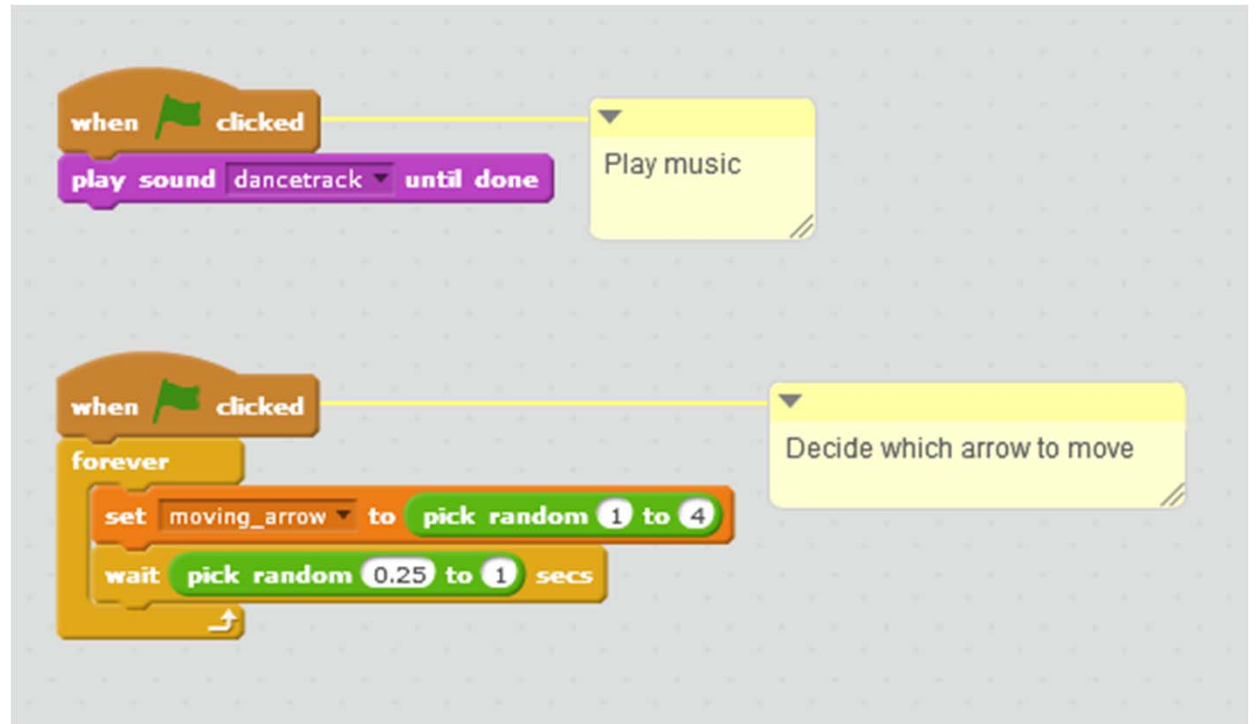 when clicked
Play music
play sound dancetrack until done
when clicked
Decide which arrow to move
forever
set moving_arrow to pick random 1 to 4
wait pick random 0.25 to 1 secs